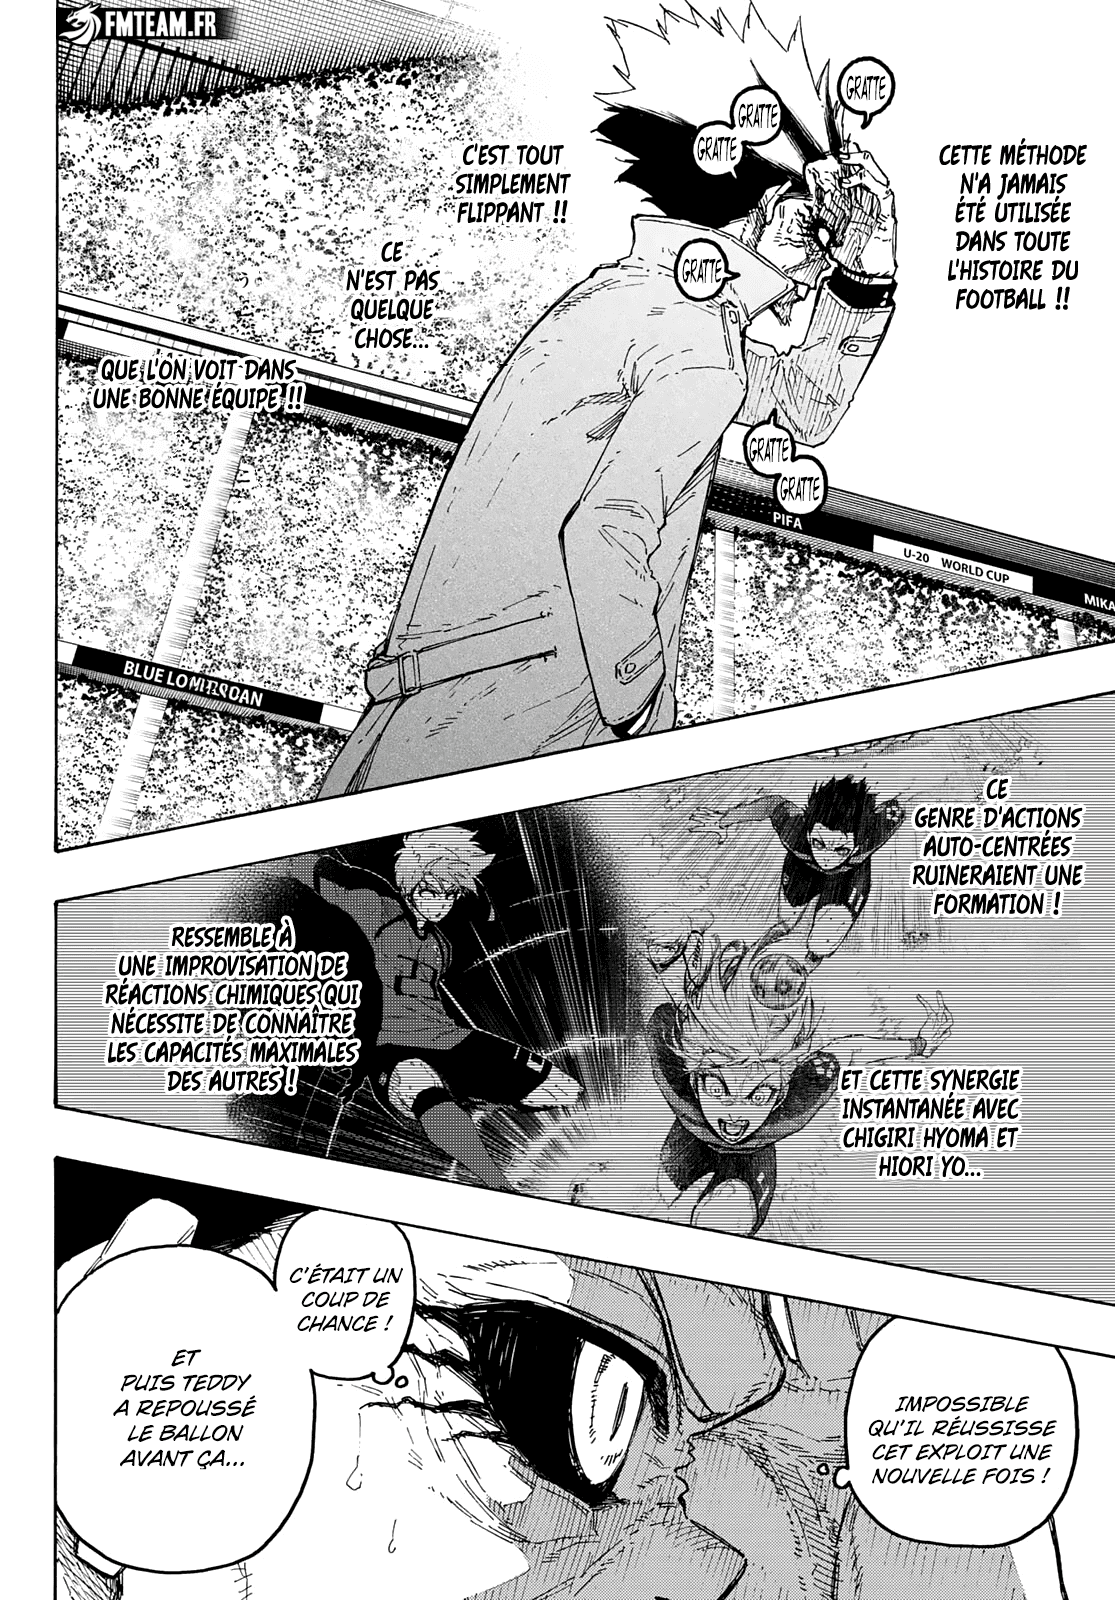 FMTEAM.FR
GRATTE
GRATTE
GRATTE
CETTE MÉTHODE
N'A JAMAIS
ÉTÉ UTILISÉE
DANS TOUTE
L'HISTOIRE DU
FOOTBALL !!
C'EST TOUT
SIMPLEMENT
FLIPPANT !!
GRATTE
CE
N'EST PAS
QUELQUE
CHOSE...
QUE L'ON VOIT DANS
UNE BONNE ÉQUIPE !!
GRATTE
GRATTE
PIFA
U-20 WORLD CUP
MIKA
BLUE LO
DAN
CE
GENRE D'ACTIONS
AUTO-CENTRÉES
RUINERAIENT UNE
FORMATION !
RESSEMBLE À
UNE IMPROVISATION DE
RÉACTIONS CHIMIQUES QUI
NÉCESSITE DE CONNAÎTRE
LES CAPACITÉS MAXIMALES
DES AUTRES !
ET CETTE SYNERGIE
INSTANTANÉE AVEC
CHIGIRI HYOMA ET
HIORI YO...
IMPOSSIBLE
QU'IL RÉUSSISSE
CET EXPLOIT UNE
NOUVELLE FOIS !
C'ÉTAIT UN
COUP DE
CHANCE !
ET
PUIS TEDDY
A REPOUSSÉ
LE BALLON
AVANT ÇA...